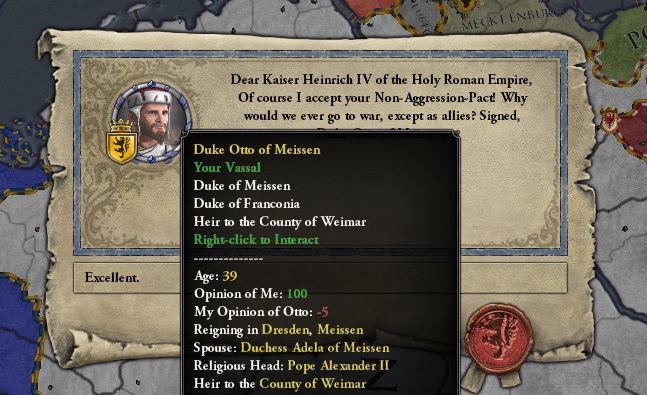 MECKLENBURG
Dear Kaiser Heinrich IV of the Holy Roman Empire,
Of course I accept your Non-Aggression-Pact! Why
would we ever go to war, except as allies? Signed,
Duke Otto of Meissen
Your Vassal
Duke of Meissen
Duke of Franconia
Heir to the County of Weimar
Right-click to Interact
--------------
Age: 39
Opinion of Me: 100
My Opinion of Otto: -5
Reigning in Dresden, Meissen
Spouse: Duchess Adela of Meissen
Religious Head: Pope Alexander II
Heir to the County of Weimar
Excellent.